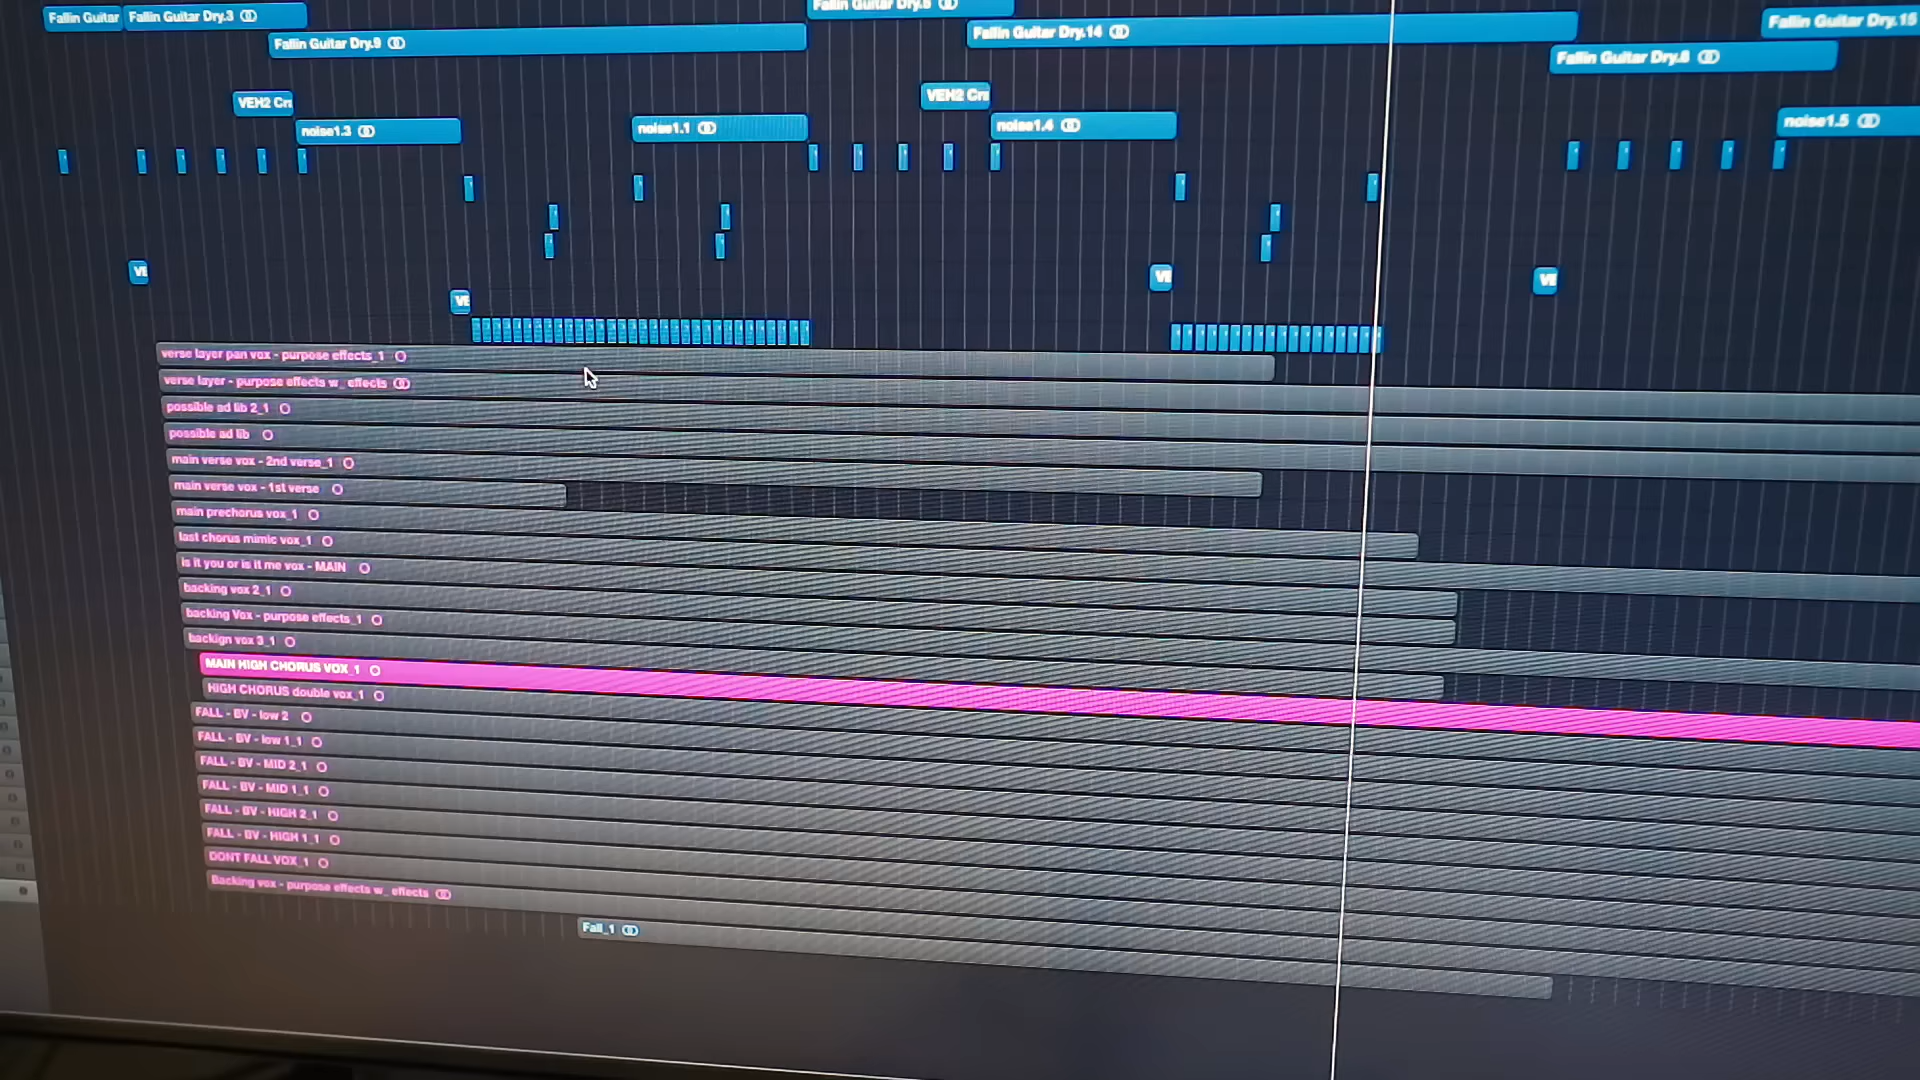 Fallin Guitar
Fallin Guitar Dry.3
Fallin Guitar Dry.9
Fallin Guitar Dry.14
Fallin Guitar Dry.15
Fallin Guitar Dry.6
VEH2 Cra
VEH2 Cra
noise1.3
noise1.1
noise1.4
noise1.5
VE
VE
VE
VE
verse layer pan vox - purpose effects_1
verse layer - purpose effects w_ effects
possible ad lib 2_1
possible ad lib
main verse vox - 2nd verse_1
main verse vox - 1st verse
main prechorus vox_1
last chorus mimic vox_1
is it you or is it me vox - MAIN
backing vox 2_1
backing Vox - purpose effects_1
backign vox 3_1
MAIN HIGH CHORUS VOX_1
HIGH CHORUS double vox_1
FALL - BV - low 2
FALL - BV - low 1_1
FALL - BV - MID 2_1
FALL - BV - MID 1_1
FALL - BV - HIGH 2_1
FALL - BV - HIGH 1_1
DONT FALL VOX_1
Backing vox - purpose effects w_ effects
Fall_1